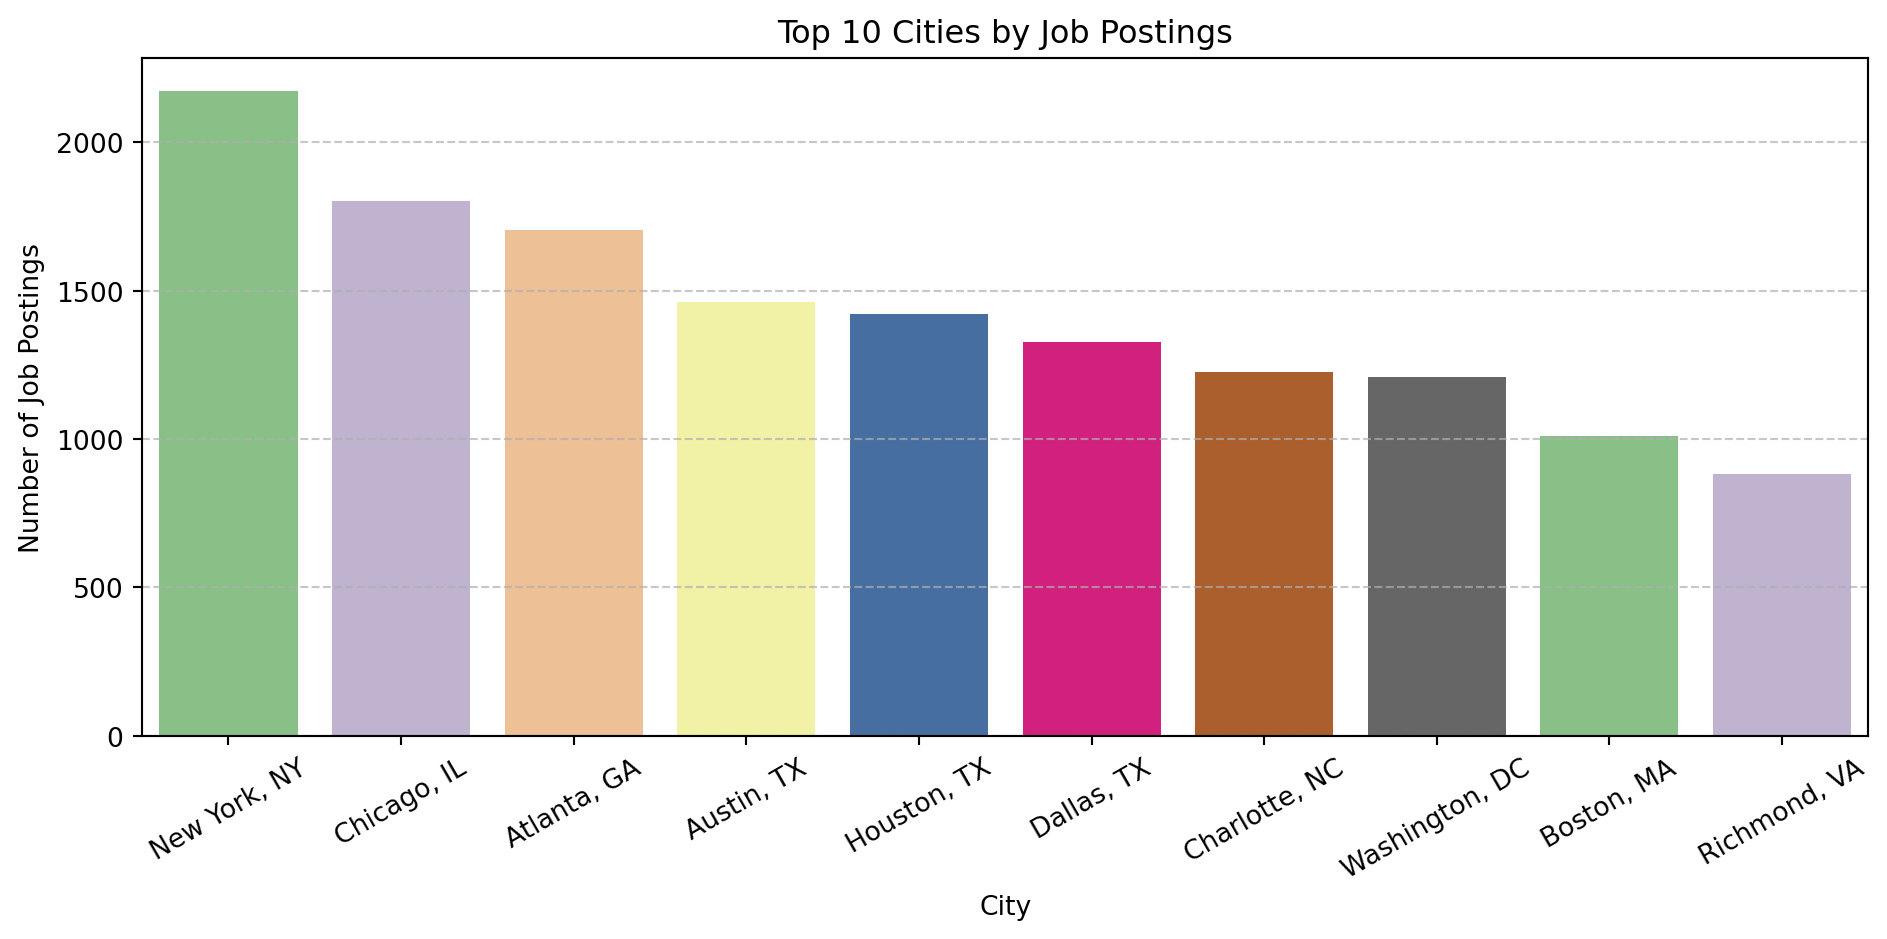 Top 10 Cities by Job Postings
Number of Job Postings
2000
1500
1000
500
0
New York, NY
Chicago, IL
Atlanta, GA
Austin, TX
Houston, TX
Dallas, TX
Charlotte, NC
Washington, DC
Boston, MA
Richmond, VA
City